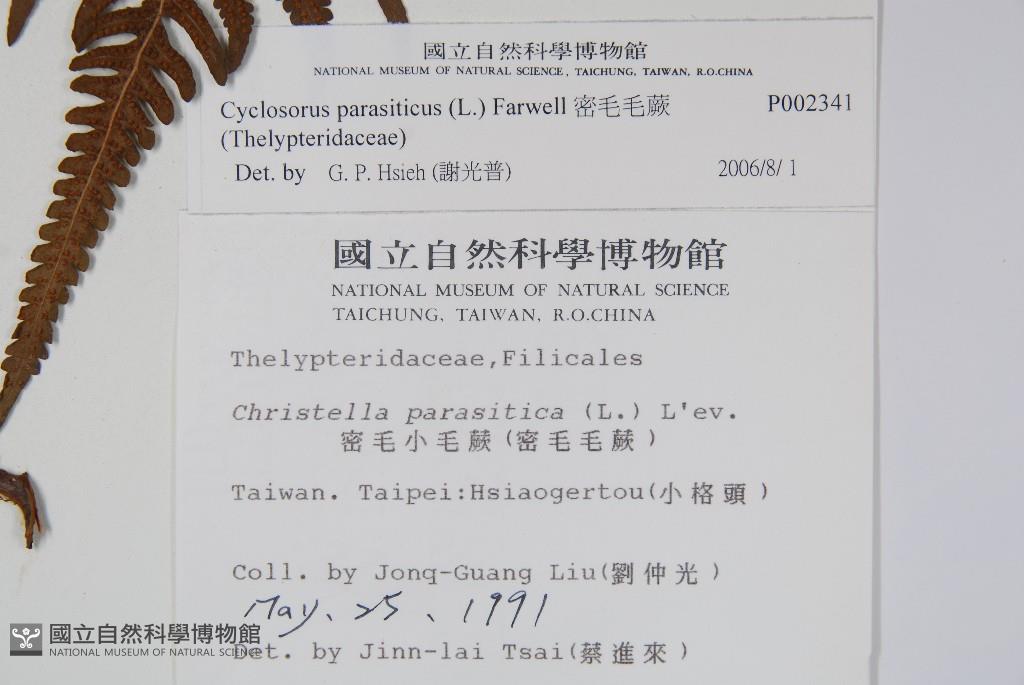 國立自然科學博物館
NATIONAL MUSEUM OF NATURAL SCIENCE, TAICHUNG, TAIWAN, R.O.CHINA
Cyclosorus parasiticus (L.) Farwell 密毛毛蕨 P002341
(Thelypteridaceae)
Det. by G. P. Hsieh (謝光普) 2006/8/ 1
國立自然科學博物館
NATIONAL MUSEUM OF NATURAL SCIENCE
TAICHUNG, TAIWAN, R.O.CHINA
Thelypteridaceae,Filicales
Christella parasitica (L.) L'ev.
密毛小毛蕨(密毛毛蕨)
Taiwan. Taipei:Hsiaogertou(小格頭)
Coll. by Jonq-Guang Liu(劉仲光)
May, 25, 1991
Det. by Jinn-lai Tsai(蔡進來)
國立自然科學博物館
NATIONAL MUSEUM OF NATURAL SCIENCE